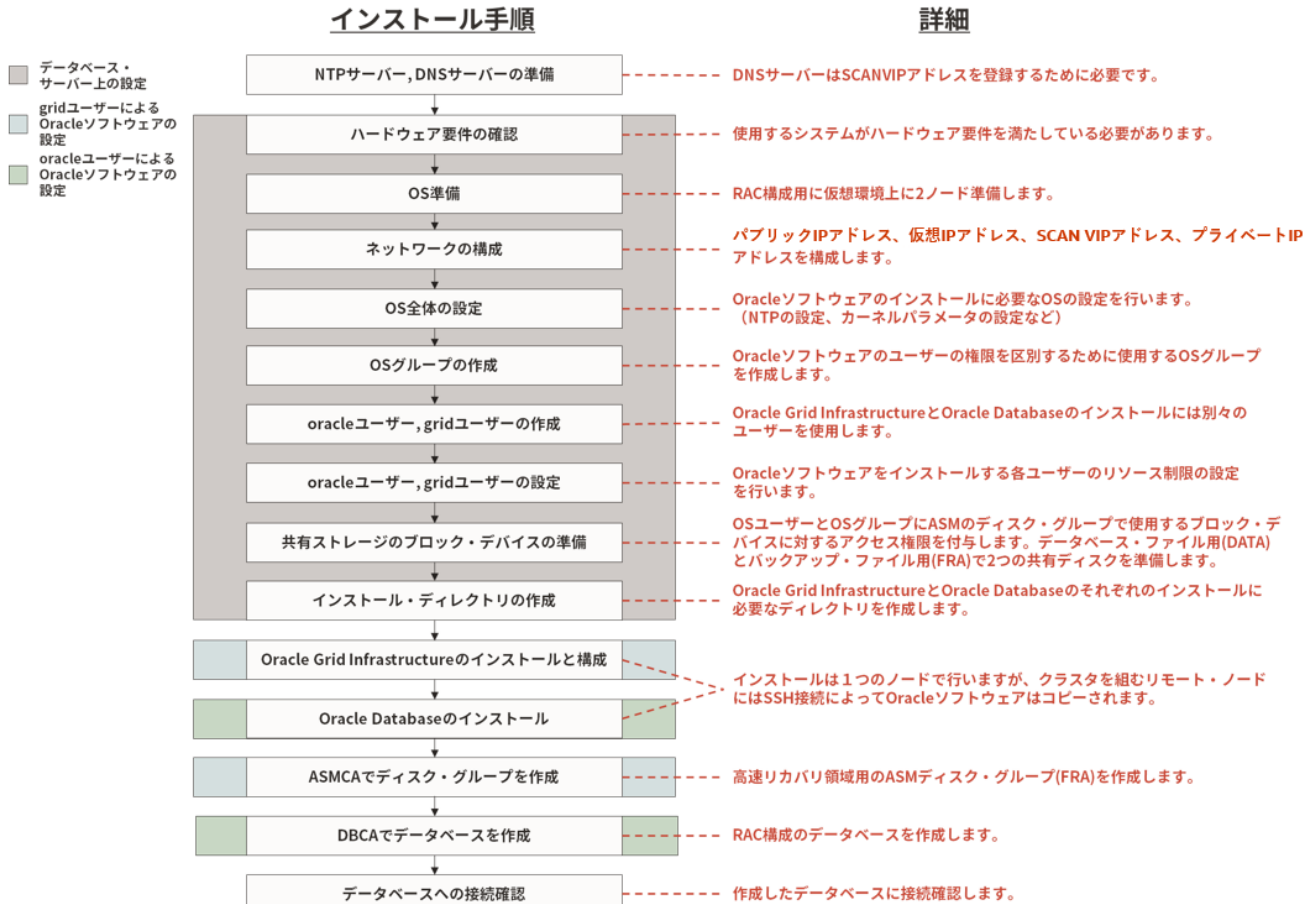 インストール手順
詳細
データベース・
サーバー上の設定
gridユーザーによる
Oracleソフトウェアの
設定
oracleユーザーによる
Oracleソフトウェアの
設定
NTPサーバー,DNSサーバーの準備
DNSサーバーはSCANVIPアドレスを登録するために必要です。
ハードウェア要件の確認
使用するシステムがハードウェア要件を満たしている必要があります。
OS準備
RAC構成用に仮想環境上に2ノード準備します。
ネットワークの構成
パブリックIPアドレス、仮想IPアドレス、SCAN VIPアドレス、プライベートIP
アドレスを構成します。
OS全体の設定
Oracleソフトウェアのインストールに必要なOSの設定を行います。
（NTPの設定、カーネルパラメータの設定など）
OSグループの作成
Oracleソフトウェアのユーザーの権限を区別するために使用するOSグループ
を作成します。
oracleユーザー,gridユーザーの作成
Oracle Grid InfrastructureとOracle Databaseのインストールには別々の
ユーザーを使用します。
oracleユーザー,gridユーザーの設定
Oracleソフトウェアをインストールする各ユーザーのリソース制限の設定
を行います。
共有ストレージのブロック・デバイスの準備
OSユーザーとOSグループにASMのディスク・グループで使用するブロック・デ
バイスに対するアクセス権限を付与します。データベース・ファイル用(DATA)
とバックアップ・ファイル用(FRA)で2つの共有ディスクを準備します。
インストール・ディレクトリの作成
Oracle Grid InfrastructureとOracle Databaseのそれぞれのインストールに
必要なディレクトリを作成します。
Oracle Grid Infrastructureのインストールと構成
インストールは１つのノードで行いますが、クラスタを組むリモート・ノード
にはSSH接続によってOracleソフトウェアはコピーされます。
Oracle Databaseのインストール
ASMCAでディスク・グループを作成
高速リカバリ領域用のASMディスク・グループ(FRA)を作成します。
DBCAでデータベースを作成
RAC構成のデータベースを作成します。
データベースへの接続確認
作成したデータベースに接続確認します。